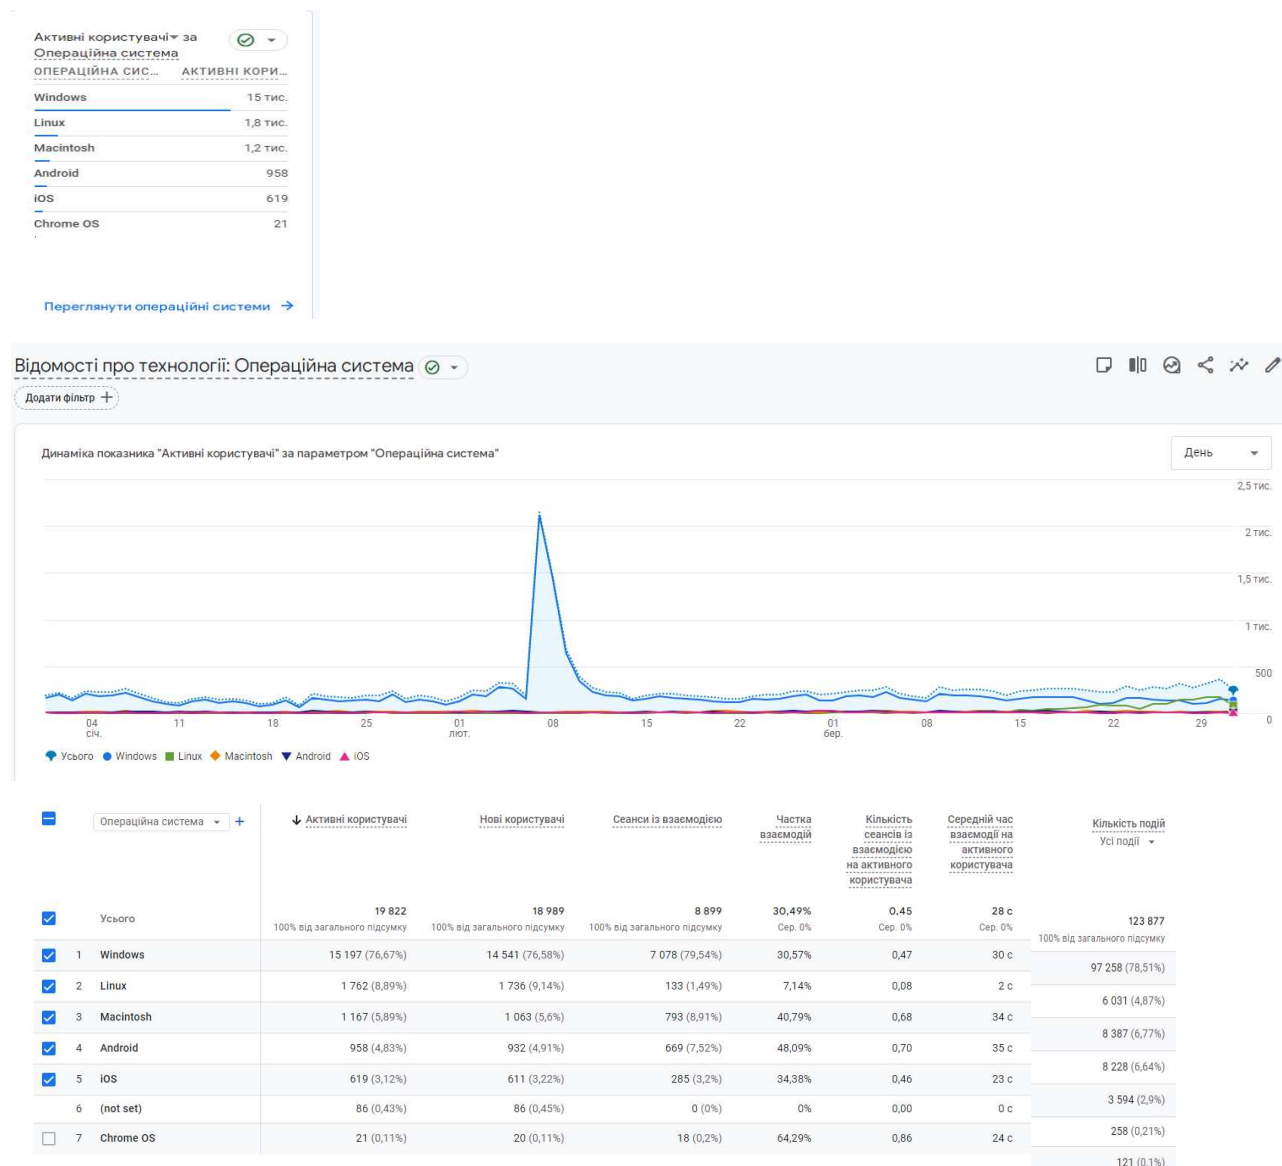 Активні користувачі за
Операційна система
ОПЕРАЦІЙНА СИС... АКТИВНІ КОРИ...
Windows 15 тис.
Linux 1,8 тис.
Macintosh 1,2 тис.
Android 958
iOS 619
Chrome OS 21
Переглянути операційні системи →
Відомості про технології: Операційна система
Додати фільтр +
Динаміка показника "Активні користувачі" за параметром "Операційна система"
День
2,5 тис.
2 тис.
1,5 тис.
1 тис.
500
0
04 11 18 25 01 08 15 22 01 08 15 22 29
січ. лют. бер.
Усього Windows Linux Macintosh Android iOS
Операційна система +
↓ Активні користувачі
Нові користувачі
Сеанси із взаємодією
Частка
взаємодій
Кількість
сеансів із
взаємодією
на активного
користувача
Середній час
взаємодії на
активного
користувача
Кількість подій
Усі події
Усього 19 822 18 989 8 899 30,49% 0,45 28 с 123 877
100% від загального підсумку 100% від загального підсумку 100% від загального підсумку Сер. 0% Сер. 0% Сер. 0% 100% від загального підсумку
1 Windows 15 197 (76,67%) 14 541 (76,58%) 7 078 (79,54%) 30,57% 0,47 30 с 97 258 (78,51%)
2 Linux 1 762 (8,89%) 1 736 (9,14%) 133 (1,49%) 7,14% 0,08 2 с 6 031 (4,87%)
3 Macintosh 1 167 (5,89%) 1 063 (5,6%) 793 (8,91%) 40,79% 0,68 34 с 8 387 (6,77%)
4 Android 958 (4,83%) 932 (4,91%) 669 (7,52%) 48,09% 0,70 35 с 8 228 (6,64%)
5 iOS 619 (3,12%) 611 (3,22%) 285 (3,2%) 34,38% 0,46 23 с 3 594 (2,9%)
6 (not set) 86 (0,43%) 86 (0,45%) 0 (0%) 0% 0,00 0 с 258 (0,21%)
7 Chrome OS 21 (0,11%) 20 (0,11%) 18 (0,2%) 64,29% 0,86 24 с 121 (0,1%)